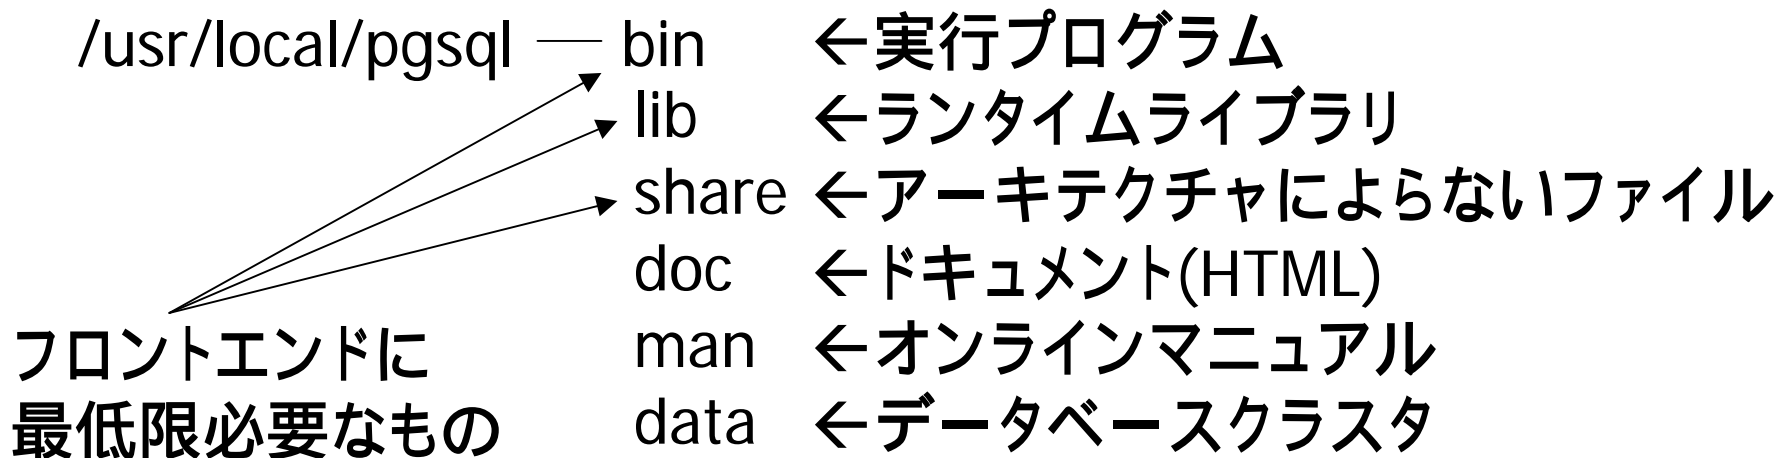 /usr/local/pgsql — bin ←実行プログラム
lib ←ランタイムライブラリ
share ←アーキテクチャによらないファイル
doc ←ドキュメント(HTML)
man ←オンラインマニュアル
data ←データベースクラスタ
フロントエンドに
最低限必要なもの